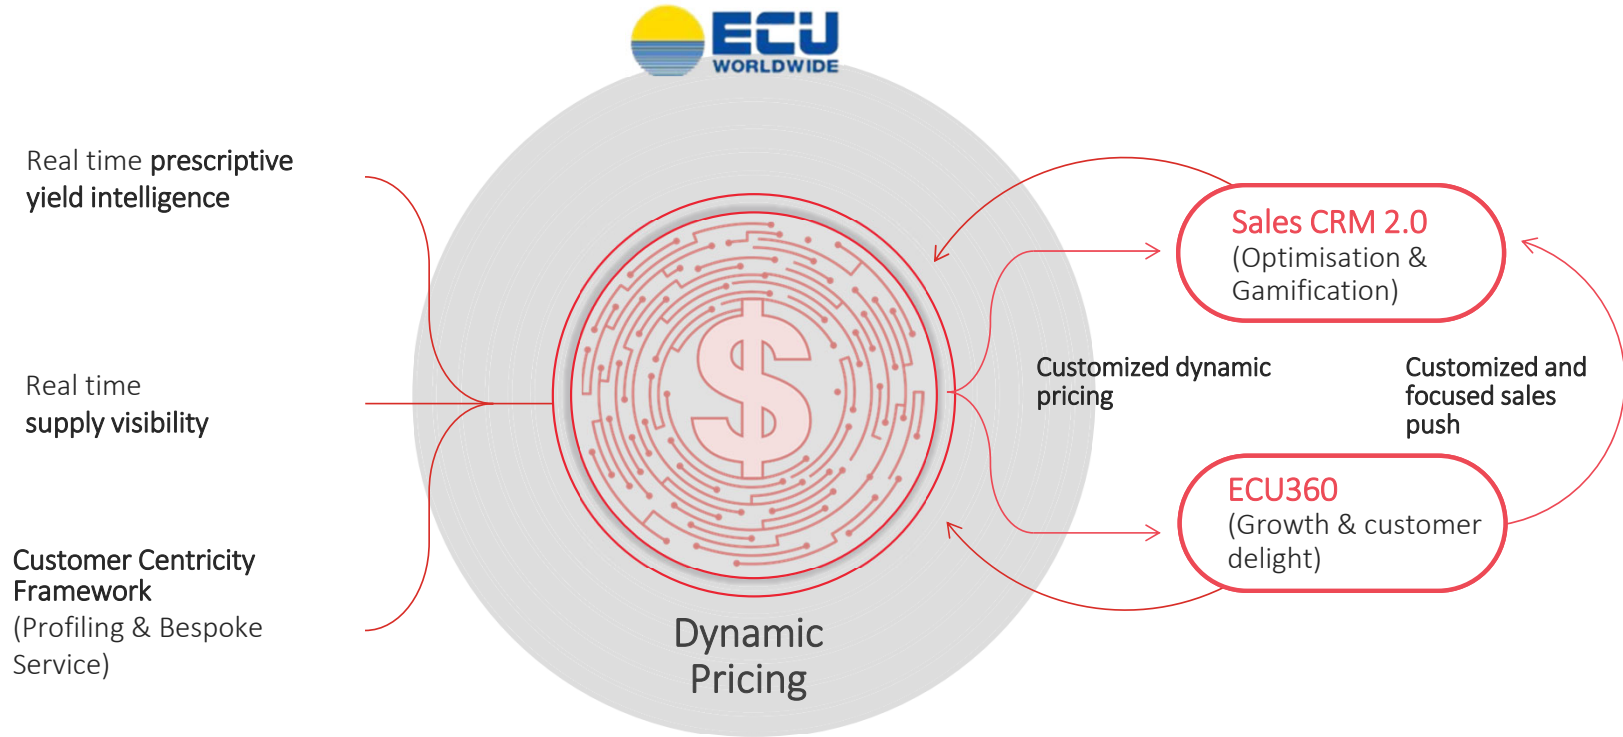 ECU
WORLDWIDE
Real time prescriptive
yield intelligence
Real time
supply visibility
Customer Centricity
Framework
(Profiling & Bespoke
Service)
$
Dynamic
Pricing
Sales CRM 2.0
(Optimisation &
Gamification)
Customized dynamic
pricing
Customized and
focused sales
push
ECU360
(Growth & customer
delight)